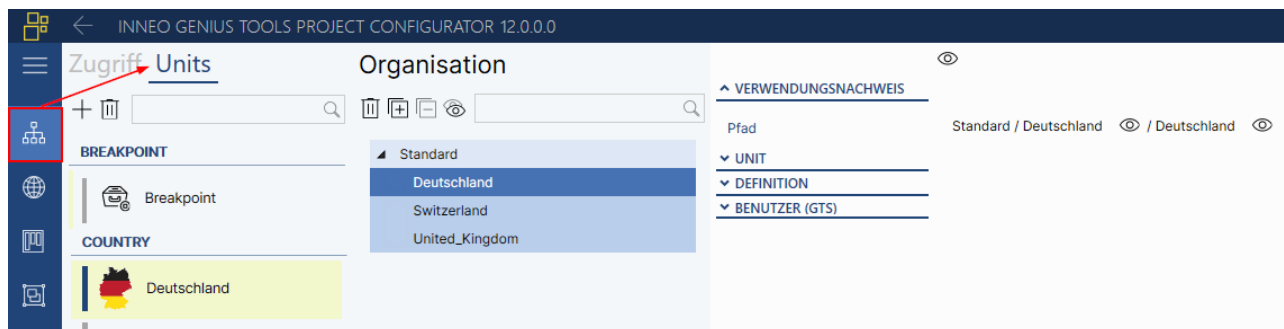 INNEO GENIUS TOOLS PROJECT CONFIGURATOR 12.0.0.0
Zugriff Units
Organisation
VERWENDUNGSNACHWEIS
Pfad
Standard / Deutschland / Deutschland
UNIT
DEFINITION
BENUTZER (GTS)
BREAKPOINT
Breakpoint
COUNTRY
Deutschland
Standard
Deutschland
Switzerland
United_Kingdom